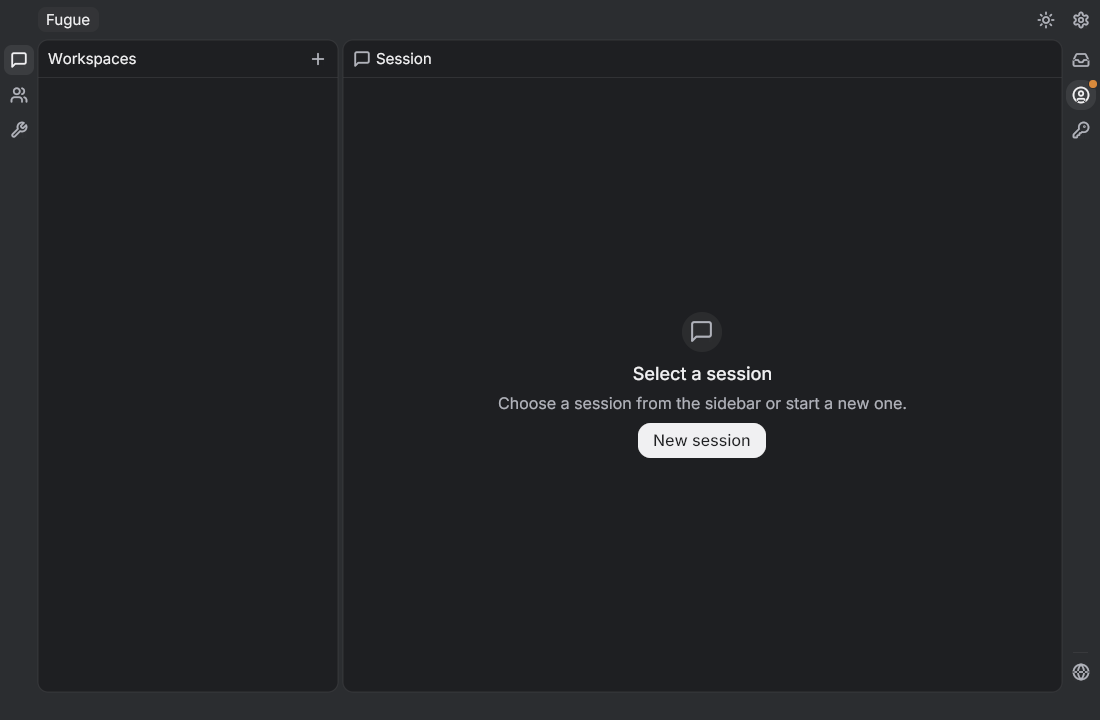 Fugue
Workspaces
Session
Select a session
Choose a session from the sidebar or start a new one.
New session